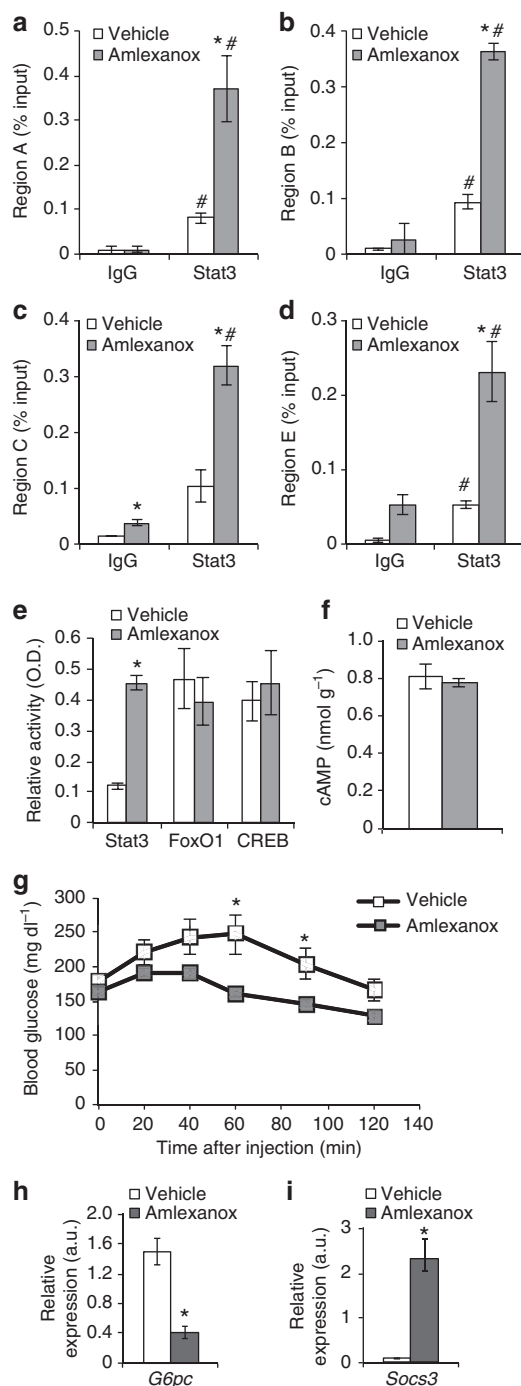 a
Vehicle
Amlexanox
Region A (% input)
0.5
0.4
0.3
0.2
0.1
0
* #
#
IgG
Stat3
b
Vehicle
Amlexanox
Region B (% input)
0.4
0.3
0.2
0.1
0
* #
#
IgG
Stat3
c
Vehicle
Amlexanox
Region C (% input)
0.4
0.3
0.2
0.1
0
*
* #
IgG
Stat3
d
Vehicle
Amlexanox
Region E (% input)
0.3
0.2
0.1
0
* #
#
IgG
Stat3
e
Vehicle
Amlexanox
Relative activity (O.D.)
0.6
0.5
0.4
0.3
0.2
0.1
*
Stat3
FoxO1
CREB
f
Vehicle
Amlexanox
cAMP (nmol g−1)
1.0
0.8
0.6
0.4
0.2
0
g
Vehicle
Amlexanox
Blood glucose (mg dl−1)
300
250
200
150
100
50
0
*
*
0 20 40 60 80 100 120 140
Time after injection (min)
h
Vehicle
Amlexanox
Relative
expression (a.u.)
2.0
1.6
1.2
0.8
0.4
0
*
G6pc
i
Vehicle
Amlexanox
Relative
expression (a.u.)
3
2
1
0
*
Socs3